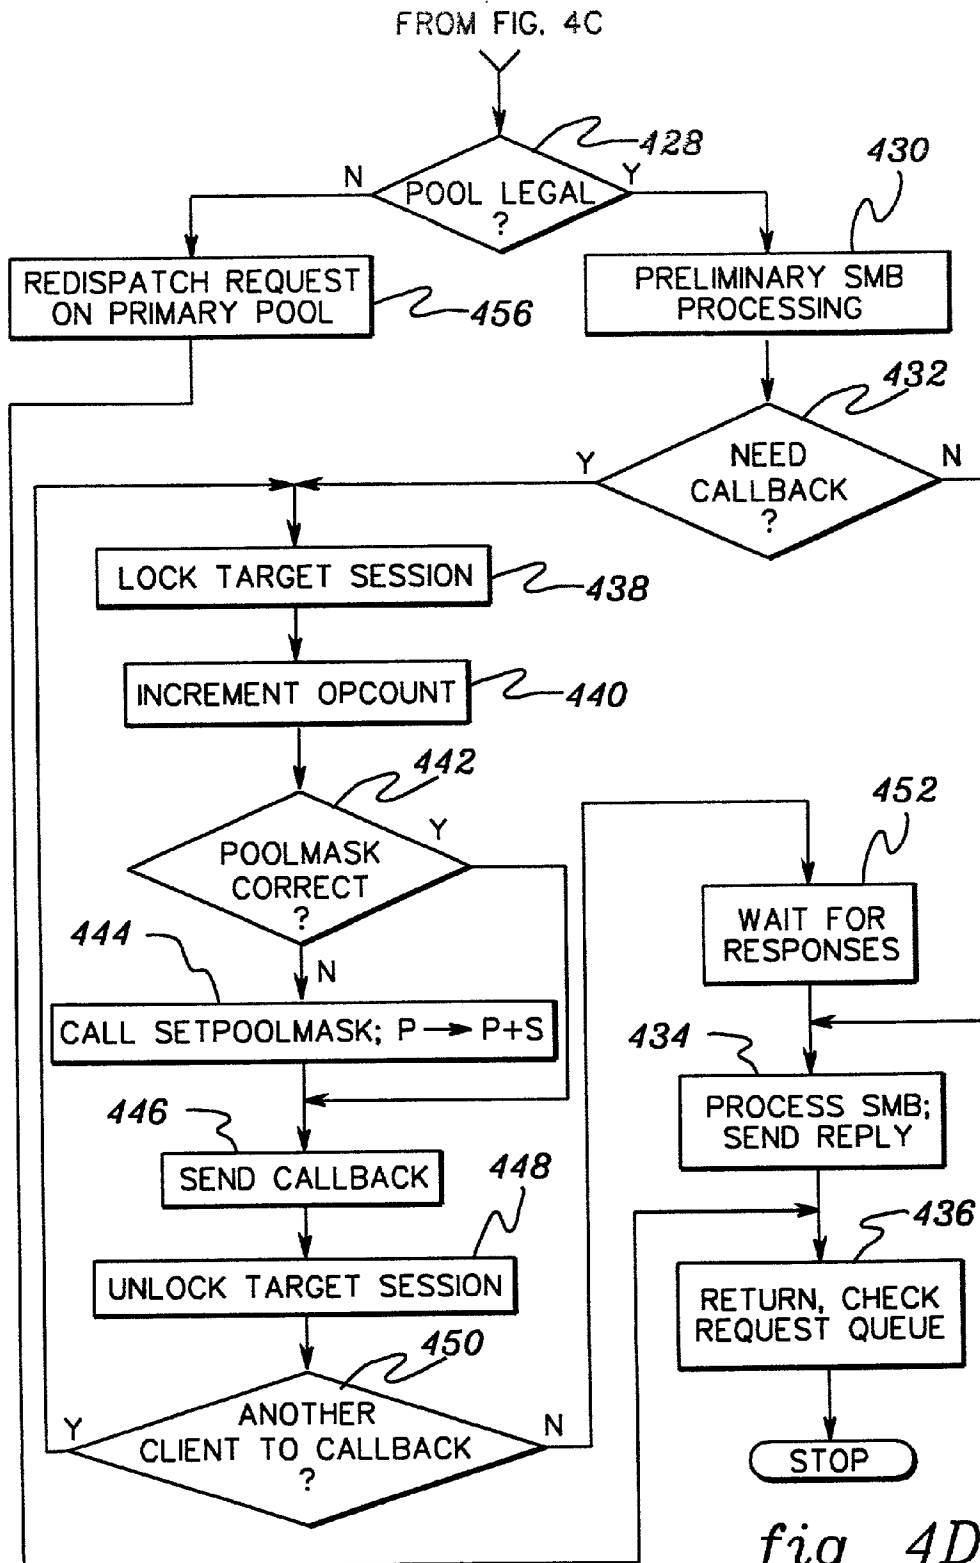 FROM FIG. 4C
428
N
POOL LEGAL
?
Y
430
REDISPATCH REQUEST
ON PRIMARY POOL
456
PRELIMINARY SMB
PROCESSING
432
Y
NEED
CALLBACK
?
N
LOCK TARGET SESSION
438
INCREMENT OPCOUNT
440
442
POOLMASK
CORRECT
?
Y
N
444
CALL SETPOOLMASK; P → P+S
446
SEND CALLBACK
448
UNLOCK TARGET SESSION
450
Y
ANOTHER
CLIENT TO CALLBACK
?
N
452
WAIT FOR
RESPONSES
434
PROCESS SMB;
SEND REPLY
436
RETURN, CHECK
REQUEST QUEUE
STOP
fig. 4D